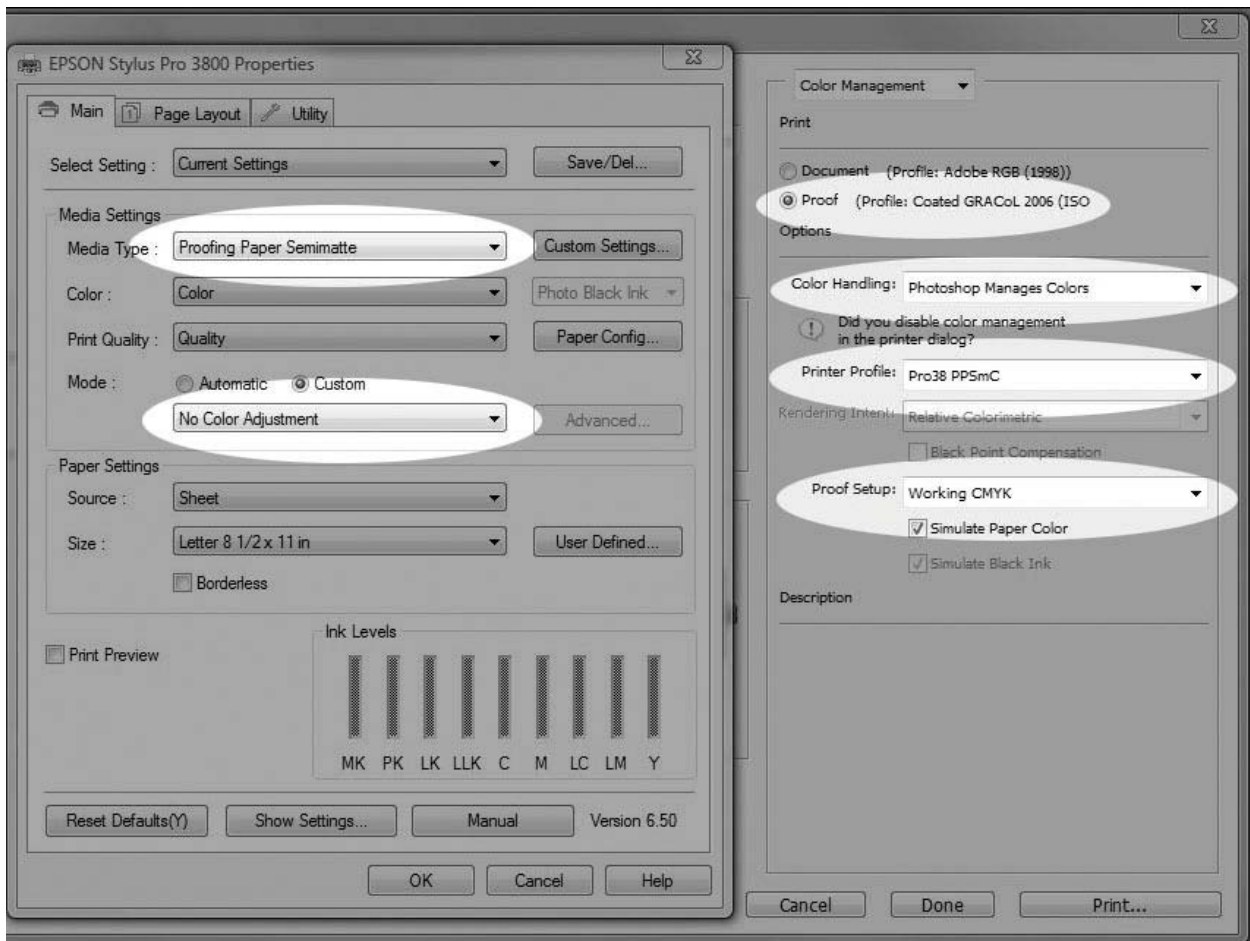 EPSON Stylus Pro 3800 Properties
Main
Page Layout
Utility
Select Setting :
Current Settings
Save/Del...
Media Settings
Media Type :
Proofing Paper Semimatte
Custom Settings...
Color :
Color
Photo Black Ink
Print Quality :
Quality
Paper Config...
Mode :
Automatic
Custom
No Color Adjustment
Advanced...
Paper Settings
Source :
Sheet
Size :
Letter 8 1/2 x 11 in
User Defined...
Borderless
Print Preview
Ink Levels
MK PK LK LLK C M LC LM Y
Reset Defaults(Y)
Show Settings...
Manual
Version 6.50
OK
Cancel
Help
Color Management
Print
Document (Profile: Adobe RGB (1998))
Proof (Profile: Coated GRACoL 2006 (ISO
Options
Color Handling: Photoshop Manages Colors
Did you disable color management
in the printer dialog?
Printer Profile: Pro38 PPSmC
Rendering Intent: Relative Colorimetric
Black Point Compensation
Proof Setup: Working CMYK
Simulate Paper Color
Simulate Black Ink
Description
Cancel
Done
Print...